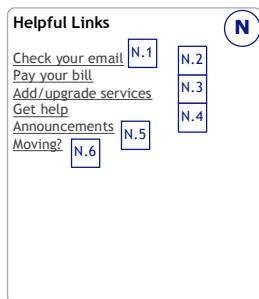 Helpful Links
N
Check your email N.1
Pay your bill N.2
Add/upgrade services N.3
Get help N.4
Announcements N.5
Moving? N.6